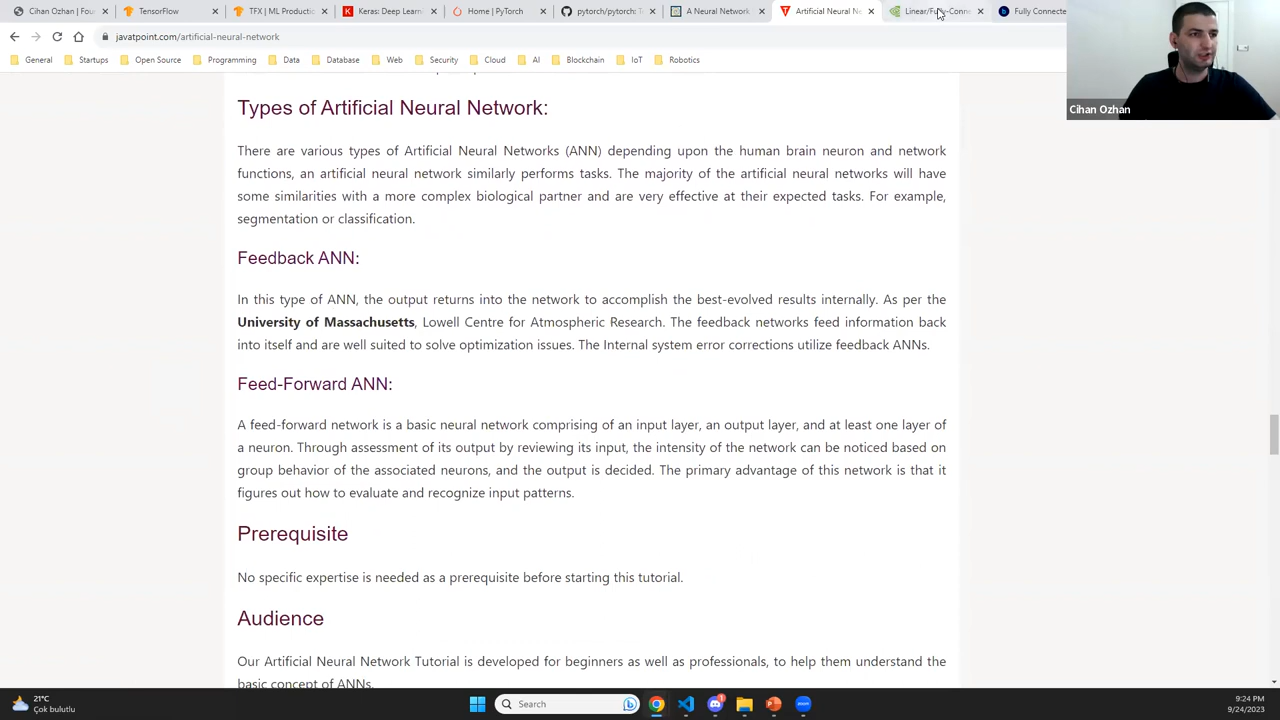 Cihan Ozhan | Fou
TensorFlow
TFX | ML Productio
Keras: Deep Learni
Home | PyTorch
pytorch/pytorch: Te
A Neural Network
Artificial Neural Ne
Linear/Fully-Conne
Fully Connecte
javatpoint.com/artificial-neural-network
General
Startups
Open Source
Programming
Data
Database
Web
Security
Cloud
AI
Blockchain
IoT
Robotics
Cihan Ozhan
Types of Artificial Neural Network:
There are various types of Artificial Neural Networks (ANN) depending upon the human brain neuron and network
functions, an artificial neural network similarly performs tasks. The majority of the artificial neural networks will have
some similarities with a more complex biological partner and are very effective at their expected tasks. For example,
segmentation or classification.
Feedback ANN:
In this type of ANN, the output returns into the network to accomplish the best-evolved results internally. As per the
University of Massachusetts, Lowell Centre for Atmospheric Research. The feedback networks feed information back
into itself and are well suited to solve optimization issues. The Internal system error corrections utilize feedback ANNs.
Feed-Forward ANN:
A feed-forward network is a basic neural network comprising of an input layer, an output layer, and at least one layer of
a neuron. Through assessment of its output by reviewing its input, the intensity of the network can be noticed based on
group behavior of the associated neurons, and the output is decided. The primary advantage of this network is that it
figures out how to evaluate and recognize input patterns.
Prerequisite
No specific expertise is needed as a prerequisite before starting this tutorial.
Audience
Our Artificial Neural Network Tutorial is developed for beginners as well as professionals, to help them understand the
basic concept of ANNs.
21°C
Çok bulutlu
Search
9:24 PM
9/24/2023